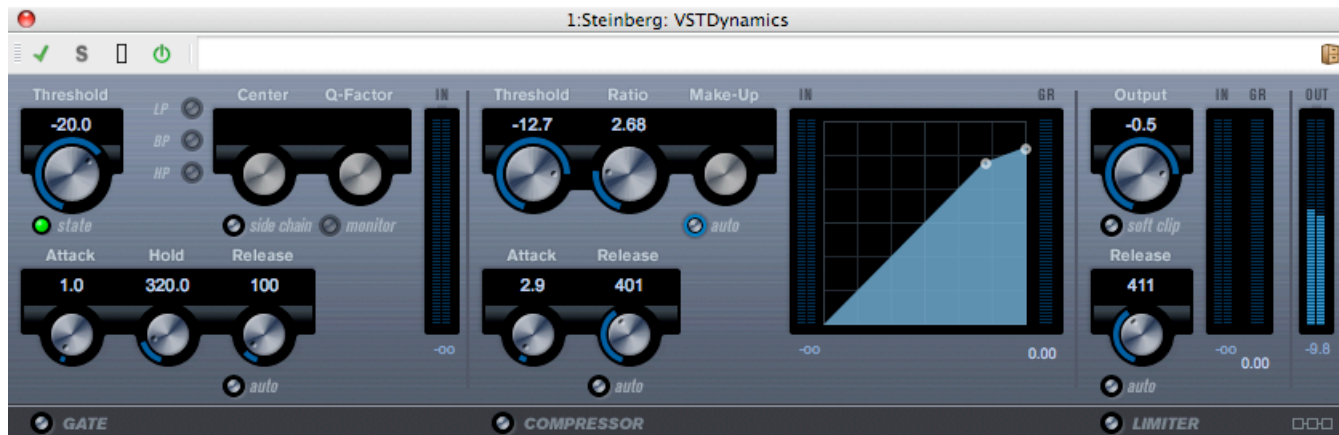 1:Steinberg: VSTDynamics
S
Threshold
-20.0
LP
BP
HP
state
Center Q-Factor
side chain monitor
IN
-oo
Attack Hold Release
1.0 320.0 100
auto
Threshold Ratio Make-Up
-12.7 2.68
auto
Attack Release
2.9 401
auto
IN GR
-oo 0.00
Output
-0.5
soft clip
Release
411
auto
IN GR
-oo 0.00
OUT
-9.8
GATE
COMPRESSOR
LIMITER